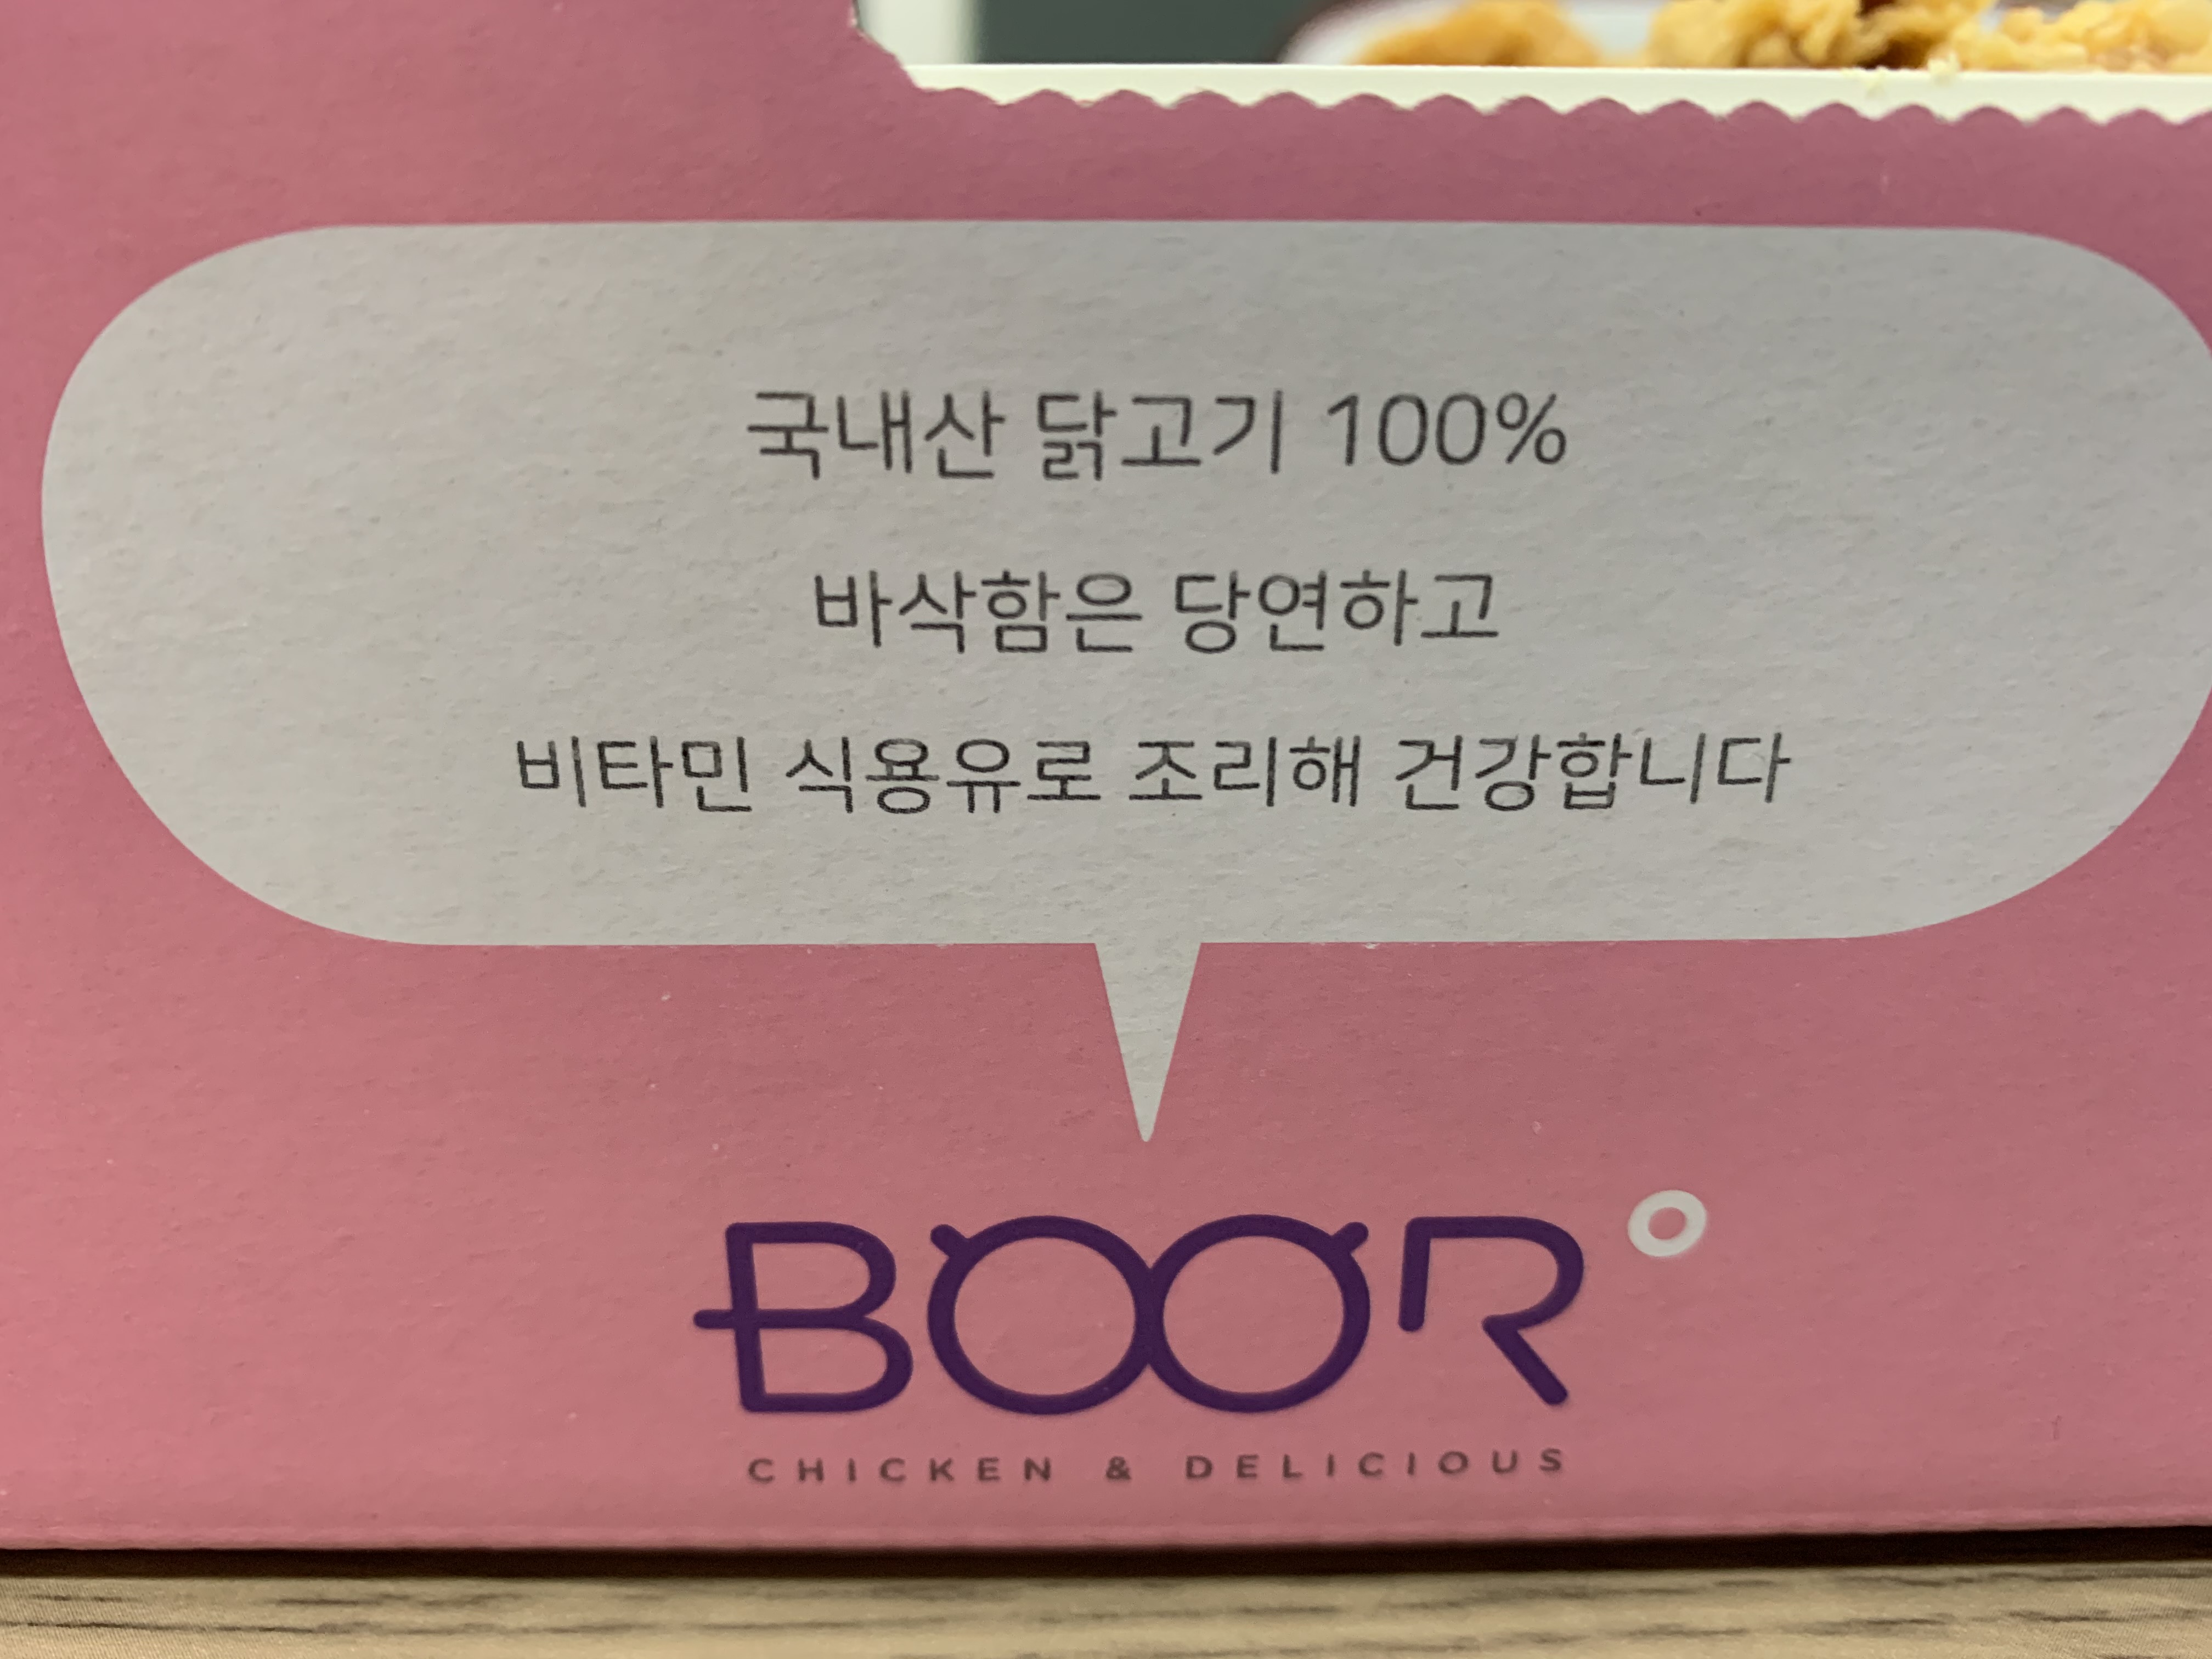 국내산 닭고기 100%
바삭함은 당연하고
비타민 식용유로 조리해 건강합니다
BOOR
CHICKEN & DELICIOUS